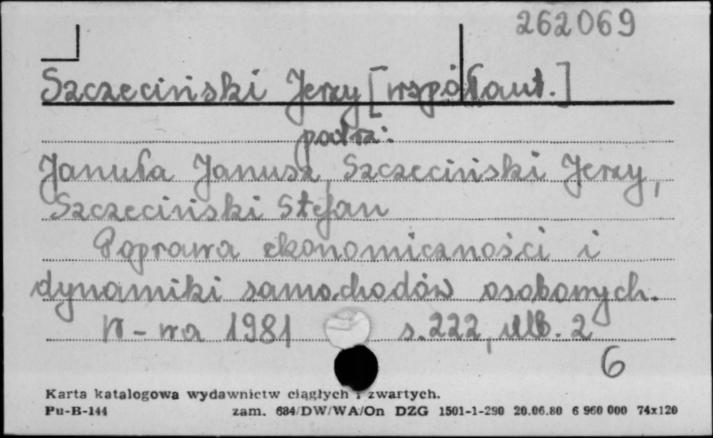 262069
Szczeciński Jerzy [współaut.]
patrz:
Januła Janusz, Szczeciński Jerzy,
Szczeciński Stefan
Poprawa ekonomiczności i
dynamiki samochodów osobowych.
W-wa 1981 s. 222, nlb. 2
6
Karta katalogowa wydawnictw ciągłych i zwartych.
Pu-B-144 zam. 684/DW/WA/On DZG 1501-1-290 20.06.80 6 960 000 74x120